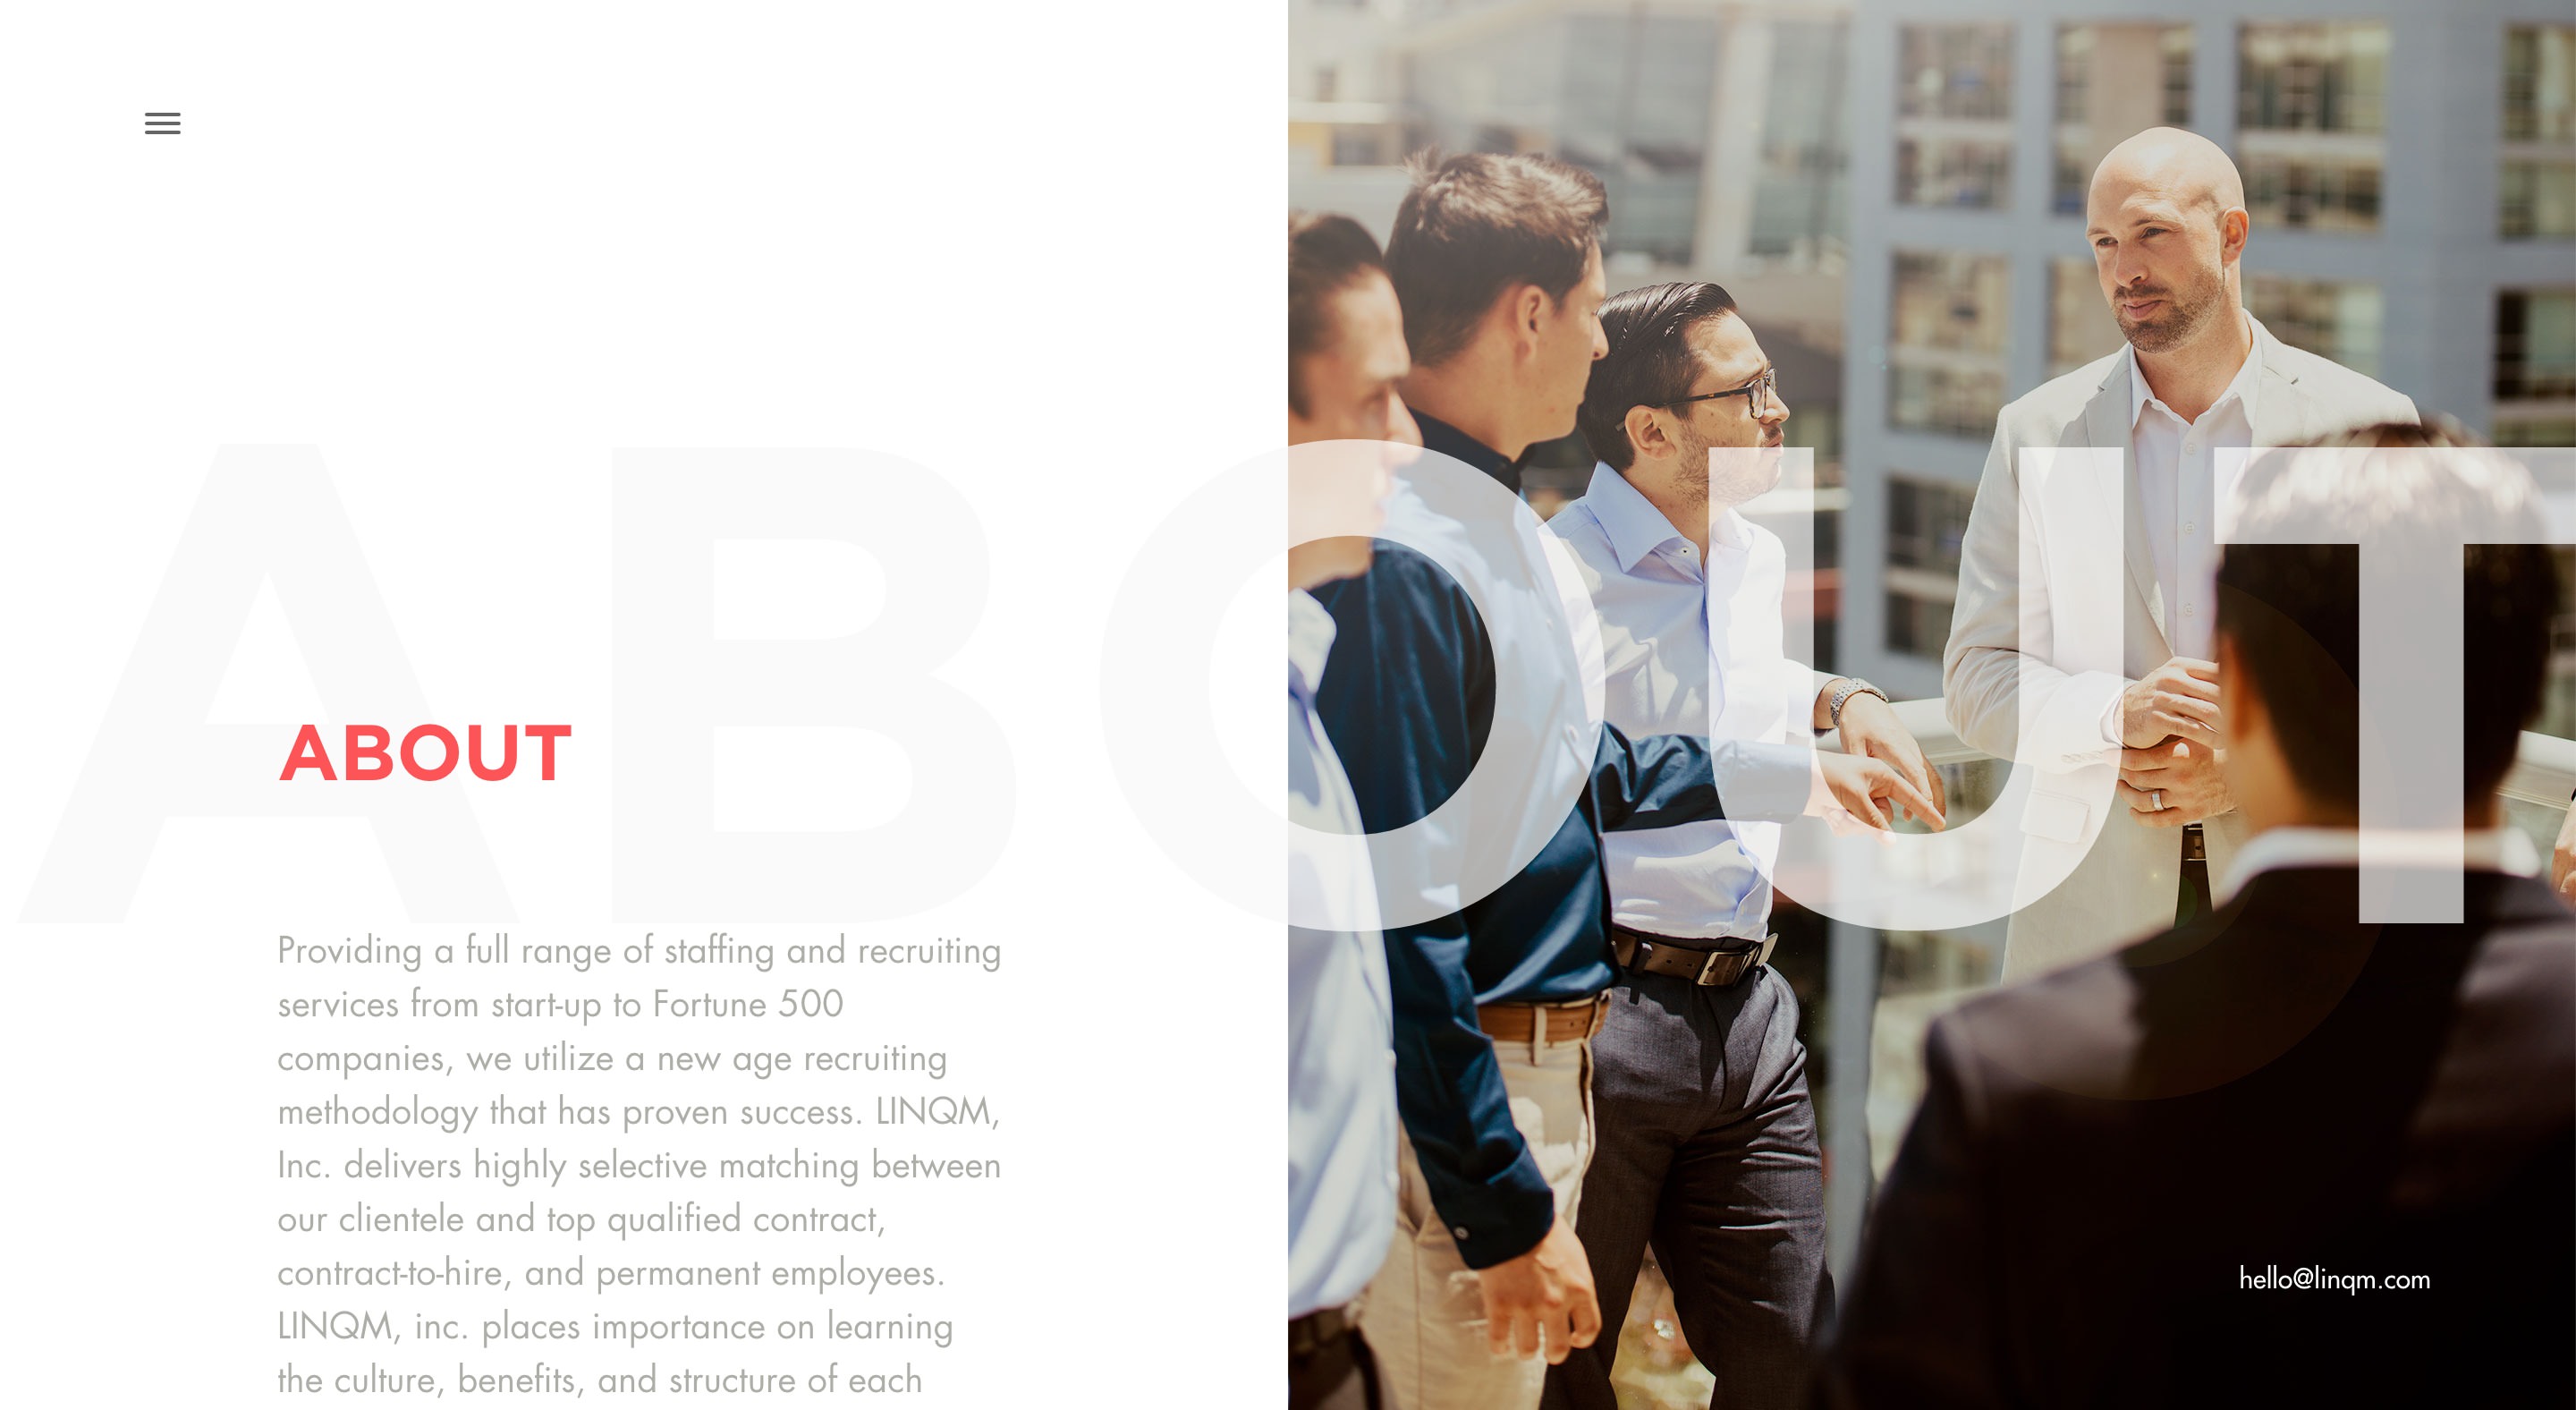 ABOUT
ABOUT
Providing a full range of staffing and recruiting
services from start-up to Fortune 500
companies, we utilize a new age recruiting
methodology that has proven success. LINQM,
Inc. delivers highly selective matching between
our clientele and top qualified contract,
contract-to-hire, and permanent employees.
LINQM, inc. places importance on learning
the culture, benefits, and structure of each
hello@linqm.com